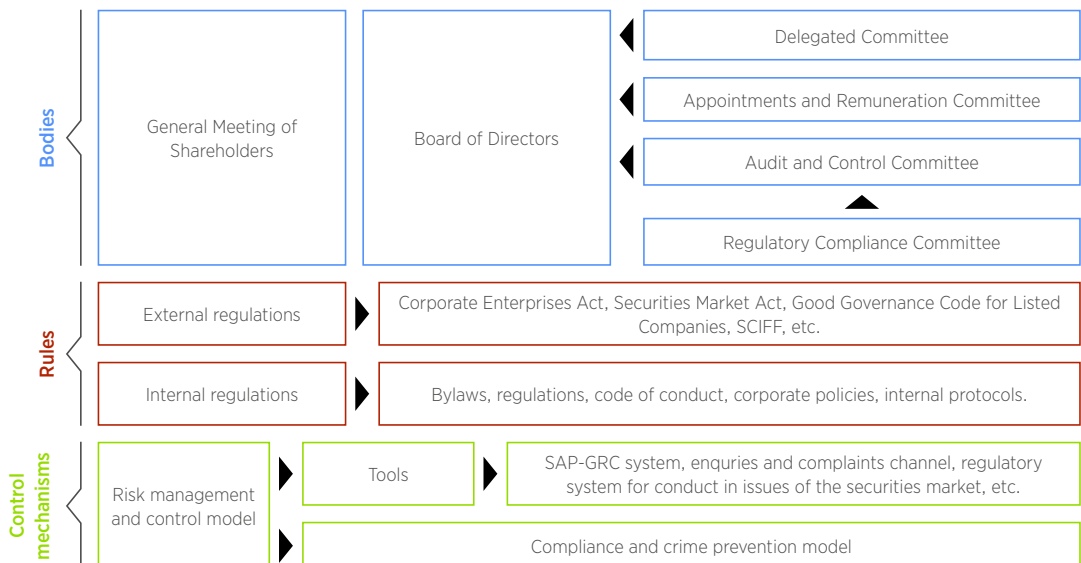 Bodies
General Meeting of
Shareholders
Board of Directors
Delegated Committee
Appointments and Remuneration Committee
Audit and Control Committee
Regulatory Compliance Committee
Rules
External regulations
Corporate Enterprises Act, Securities Market Act, Good Governance Code for Listed
Companies, SCIFF, etc.
Internal regulations
Bylaws, regulations, code of conduct, corporate policies, internal protocols.
Control
mechanisms
Risk management
and control model
Tools
SAP-GRC system, enquries and complaints channel, regulatory
system for conduct in issues of the securities market, etc.
Compliance and crime prevention model